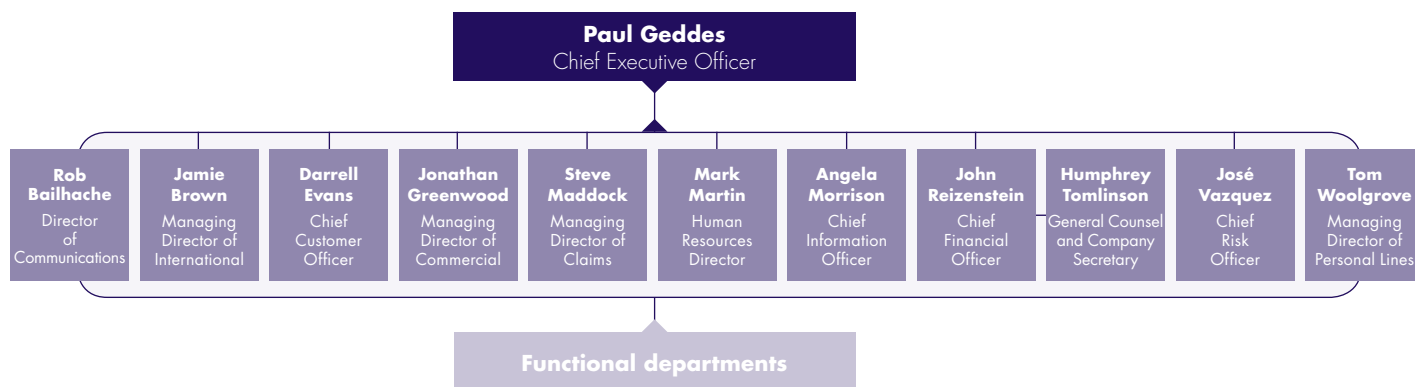 Paul Geddes
Chief Executive Officer
Rob
Bailhache
Director
of
Communications
Jamie
Brown
Managing
Director of
International
Darrell
Evans
Chief
Customer
Officer
Jonathan
Greenwood
Managing
Director of
Commercial
Steve
Maddock
Managing
Director of
Claims
Mark
Martin
Human
Resources
Director
Angela
Morrison
Chief
Information
Officer
John
Reizenstein
Chief
Financial
Officer
Humphrey
Tomlinson
General Counsel
and Company
Secretary
José
Vazquez
Chief
Risk
Officer
Tom
Woolgrove
Managing
Director of
Personal Lines
Functional departments